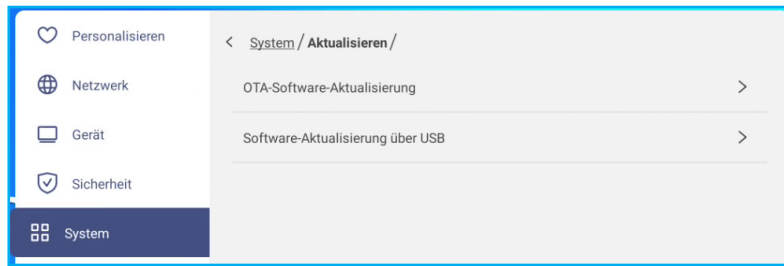 Personalisieren
Netzwerk
Gerät
Sicherheit
System
< System / Aktualisieren /
OTA-Software-Aktualisierung
Software-Aktualisierung über USB